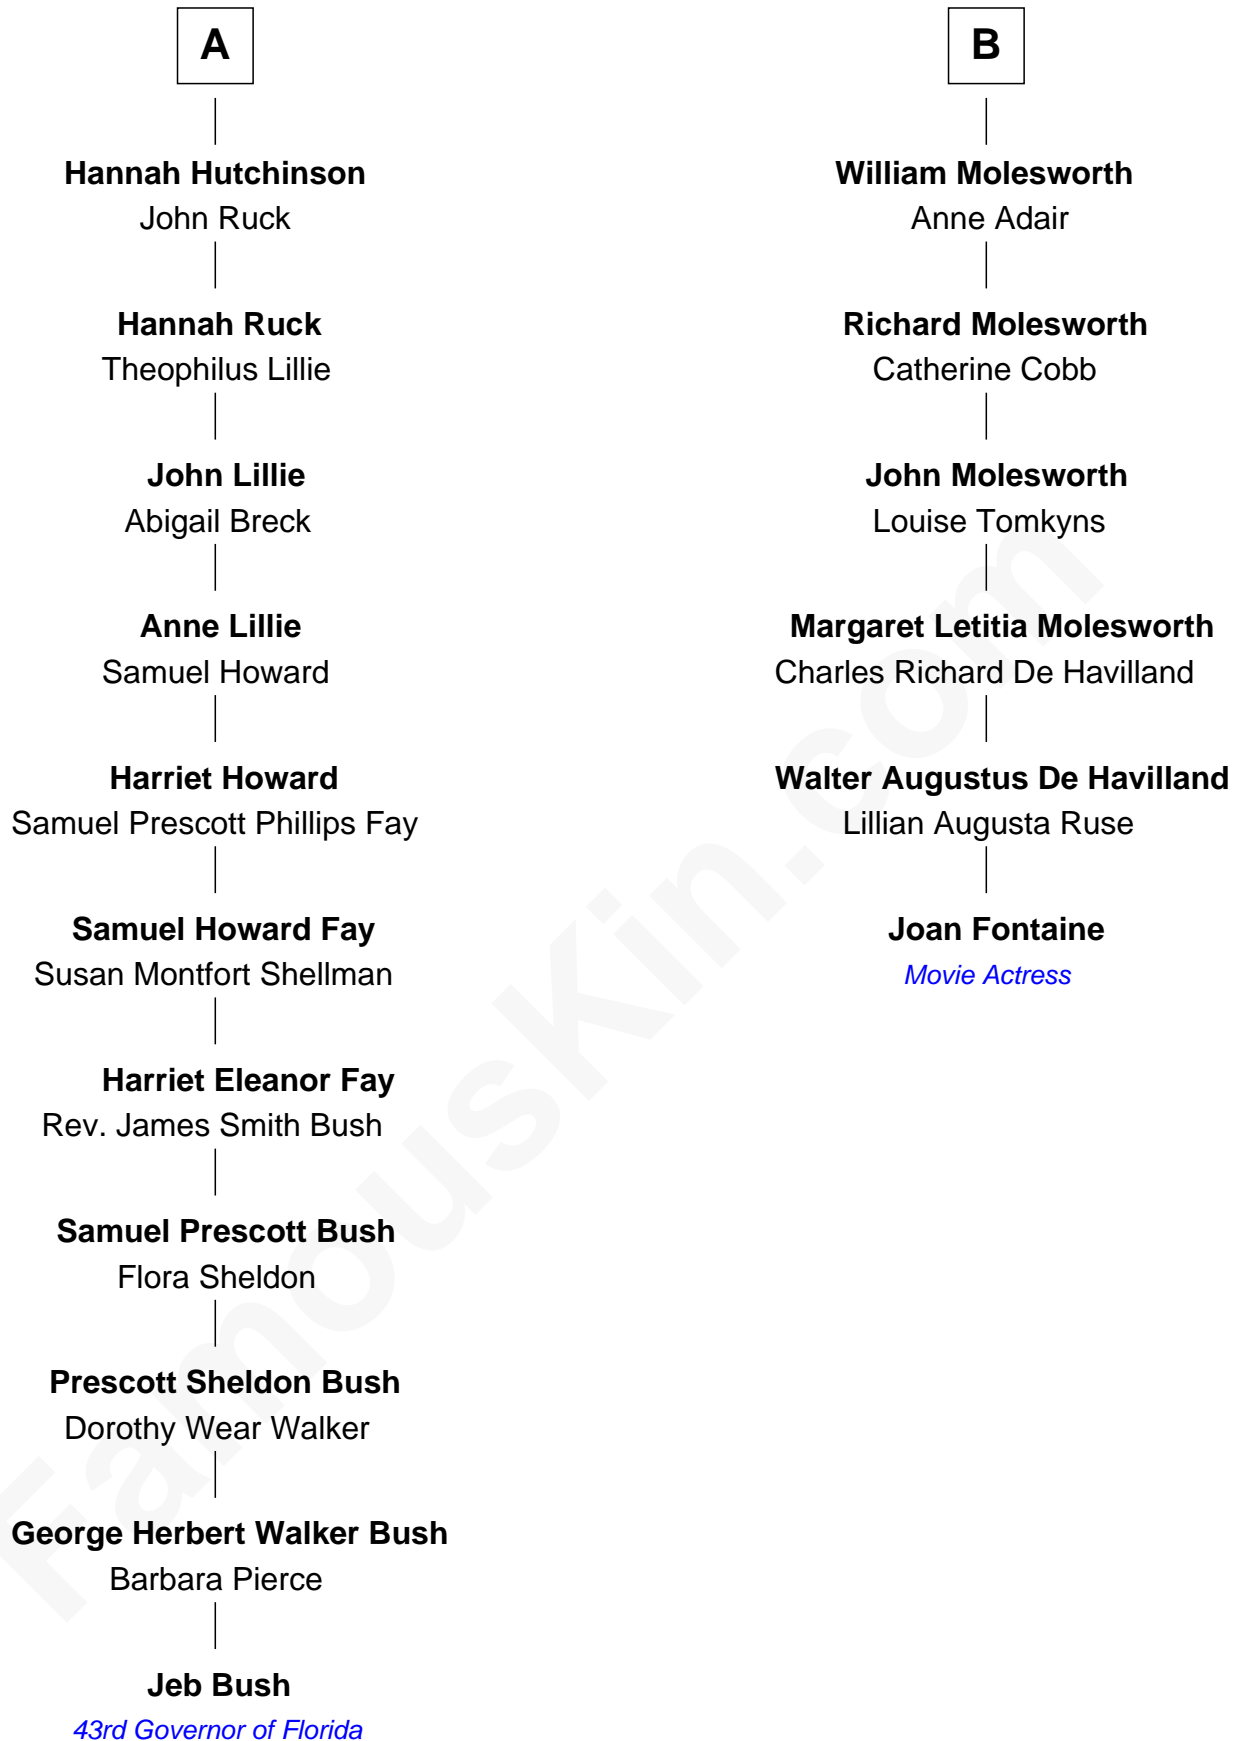 A
Hannah Hutchinson
John Ruck
Hannah Ruck
Theophilus Lillie
John Lillie
Abigail Breck
Anne Lillie
Samuel Howard
Harriet Howard
Samuel Prescott Phillips Fay
Samuel Howard Fay
Susan Montfort Shellman
Harriet Eleanor Fay
Rev. James Smith Bush
Samuel Prescott Bush
Flora Sheldon
Prescott Sheldon Bush
Dorothy Wear Walker
George Herbert Walker Bush
Barbara Pierce
Jeb Bush
43rd Governor of Florida
B
William Molesworth
Anne Adair
Richard Molesworth
Catherine Cobb
John Molesworth
Louise Tomkyns
Margaret Letitia Molesworth
Charles Richard De Havilland
Walter Augustus De Havilland
Lillian Augusta Ruse
Joan Fontaine
Movie Actress
FamousKin.com